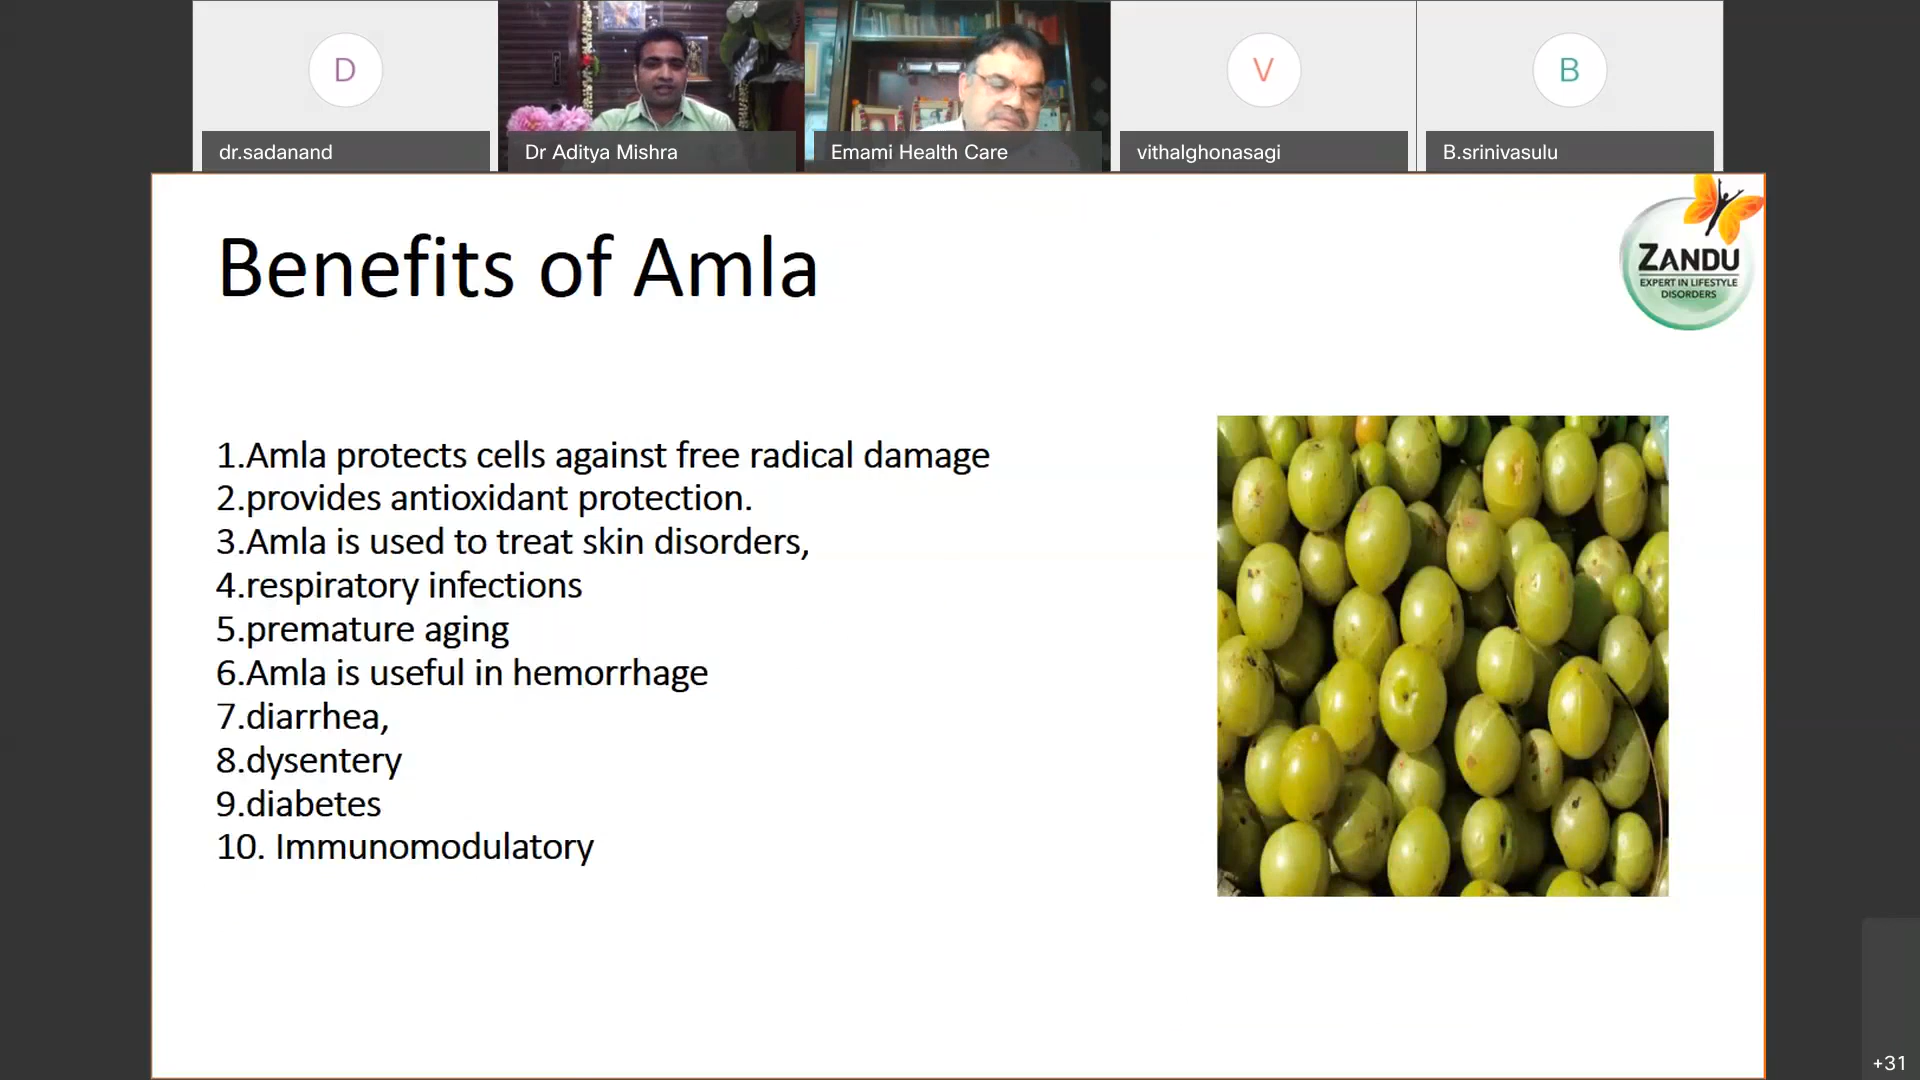 D
V
B
dr.sadanand
Dr Aditya Mishra
Emami Health Care
vithalghonasagi
B.srinivasulu
Benefits of Amla
ZANDU
EXPERT IN LIFESTYLE
DISORDERS
1.Amla protects cells against free radical damage
2.provides antioxidant protection.
3.Amla is used to treat skin disorders,
4.respiratory infections
5.premature aging
6.Amla is useful in hemorrhage
7.diarrhea,
8.dysentery
9.diabetes
10. Immunomodulatory
+31